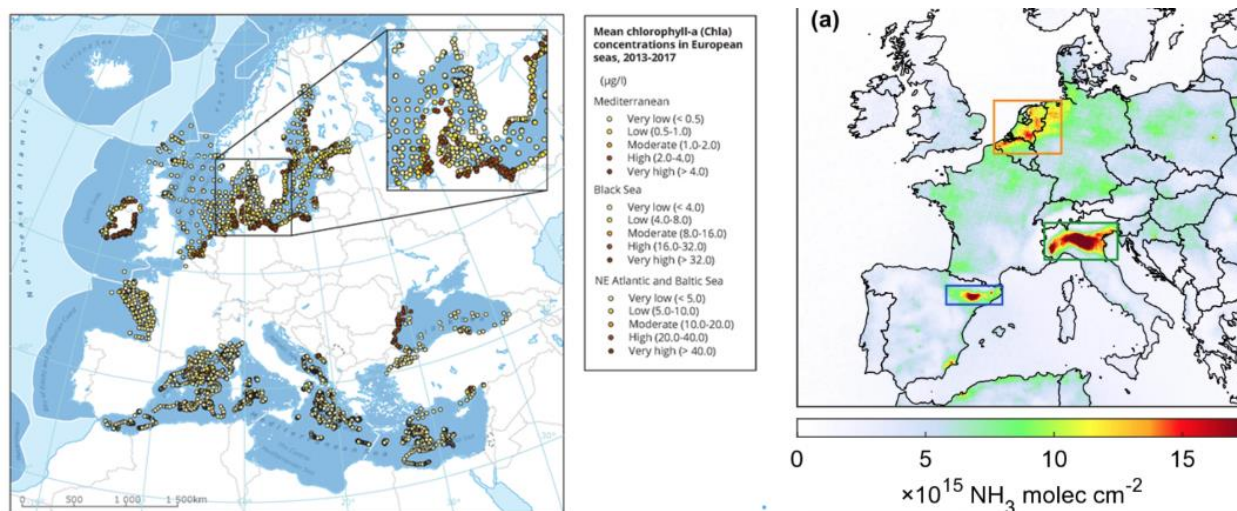 Mean chlorophyll-a (Chla)
concentrations in European
seas, 2013-2017
(µg/l)
Mediterranean
Very low (< 0.5)
Low (0.5-1.0)
Moderate (1.0-2.0)
High (2.0-4.0)
Very high (> 4.0)
Black Sea
Very low (< 4.0)
Low (4.0-8.0)
Moderate (8.0-16.0)
High (16.0-32.0)
Very high (> 32.0)
NE Atlantic and Baltic Sea
Very low (< 5.0)
Low (5.0-10.0)
Moderate (10.0-20.0)
High (20.0-40.0)
Very high (> 40.0)
North-east Atlantic Ocean
0 500 1 000 1 500km
(a)
0 5 10 15
×10¹⁵ NH₃ molec cm⁻²